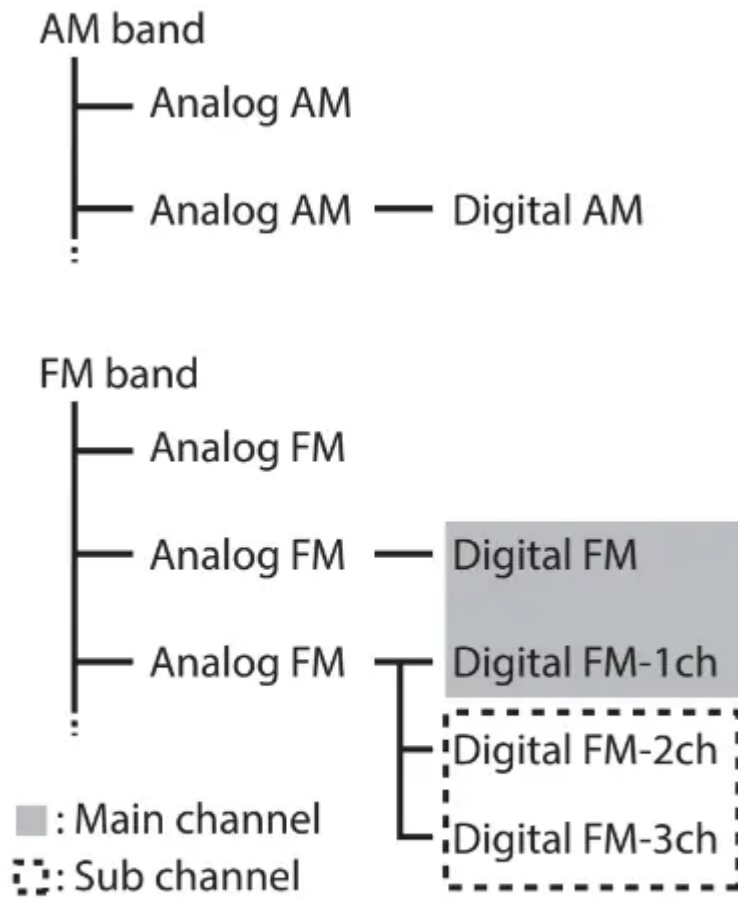 AM band
Analog AM
Analog AM Digital AM
FM band
Analog FM
Analog FM Digital FM
Analog FM Digital FM-1ch
Digital FM-2ch
Digital FM-3ch
: Main channel
: Sub channel